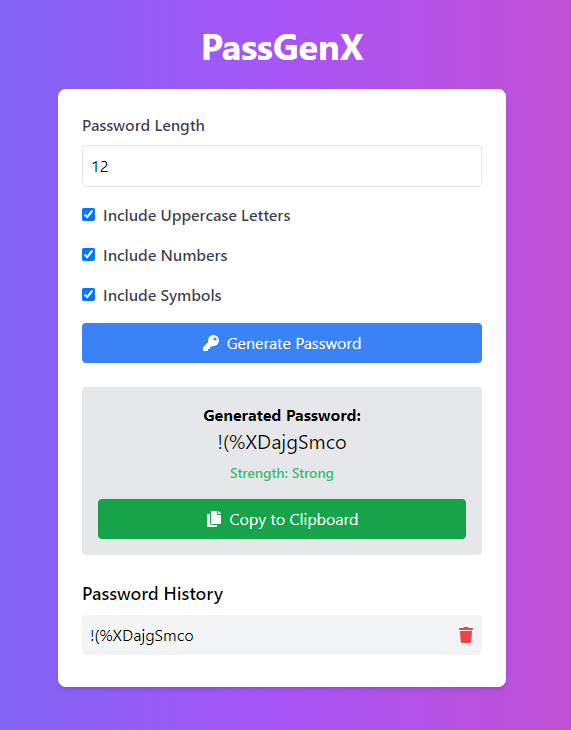 PassGenX
Password Length
12
Include Uppercase Letters
Include Numbers
Include Symbols
Generate Password
Generated Password:
!(%XDajgSmco
Strength: Strong
Copy to Clipboard
Password History
!(%XDajgSmco